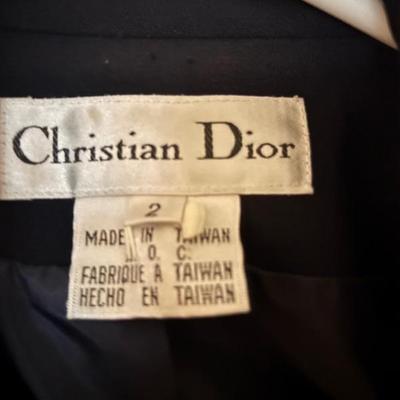 Christian Dior
2
MADE IN TAIWAN
R. O. C.
FABRIQUE A TAIWAN
HECHO EN TAIWAN